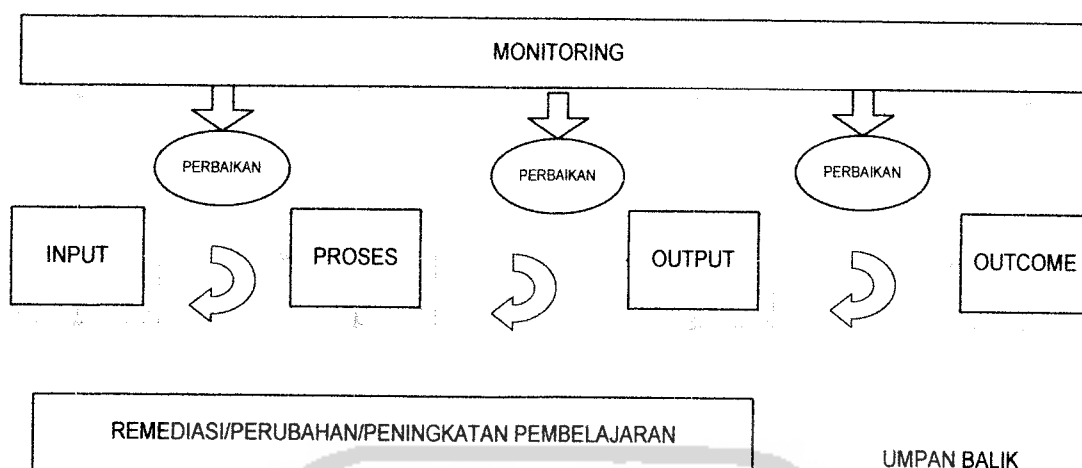 MONITORING
PERBAIKAN
PERBAIKAN
PERBAIKAN
INPUT
PROSES
OUTPUT
OUTCOME
REMEDIASI/PERUBAHAN/PENINGKATAN PEMBELAJARAN
UMPAN BALIK